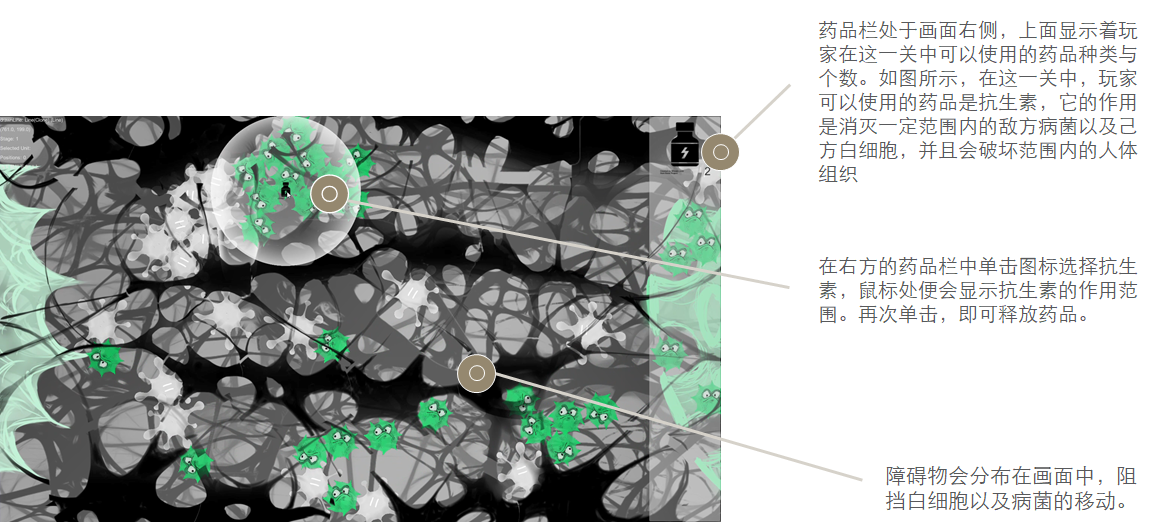 药品栏处于画面右侧，上面显示着玩
家在这一关中可以使用的药品种类与
个数。如图所示，在这一关中，玩家
可以使用的药品是抗生素，它的作用
是消灭一定范围内的敌方病菌以及己
方白细胞，并且会破坏范围内的人体
组织
Stage: 1
Selected Unit:
Positions: 0
2
在右方的药品栏中单击图标选择抗生
素，鼠标处便会显示抗生素的作用范
围。再次单击，即可释放药品。
障碍物会分布在画面中，阻
挡白细胞以及病菌的移动。